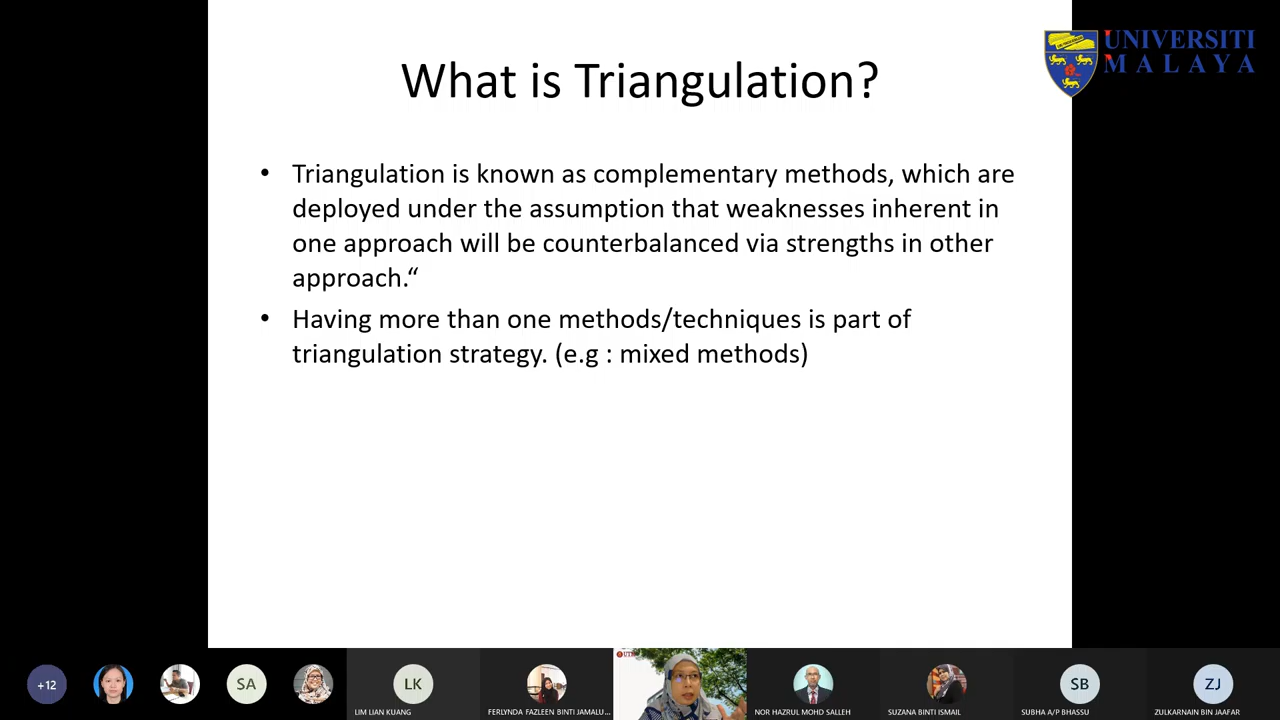 What is Triangulation?
UNIVERSITI
MALAYA
• Triangulation is known as complementary methods, which are
deployed under the assumption that weaknesses inherent in
one approach will be counterbalanced via strengths in other
approach.“
• Having more than one methods/techniques is part of
triangulation strategy. (e.g : mixed methods)
+12
SA
LK
LIM LIAN KUANG
FERLYNDA FAZLEEN BINTI JAMALU...
NOR HAZRUL MOHD SALLEH
SUZANA BINTI ISMAIL
SB
SUBHA A/P BHASSU
ZJ
ZULKARNAIN BIN JAAFAR